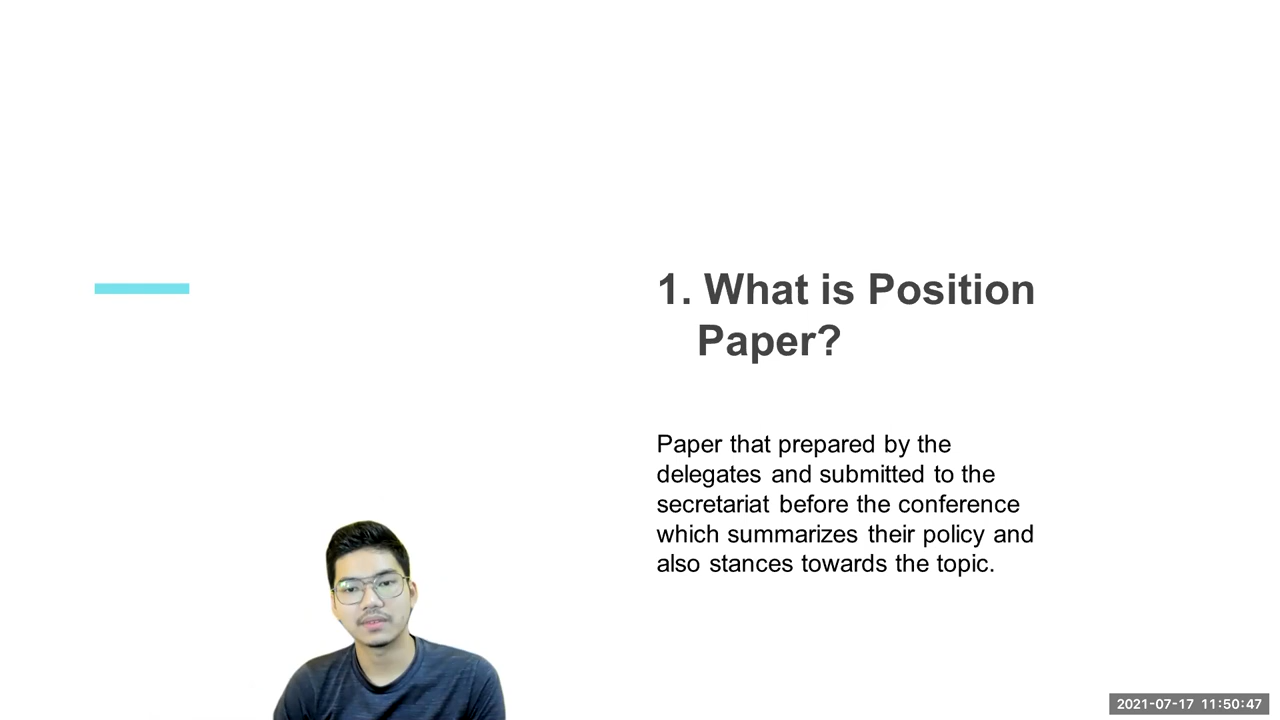 1. What is Position
Paper?
Paper that prepared by the
delegates and submitted to the
secretariat before the conference
which summarizes their policy and
also stances towards the topic.
2021-07-17 11:50:47